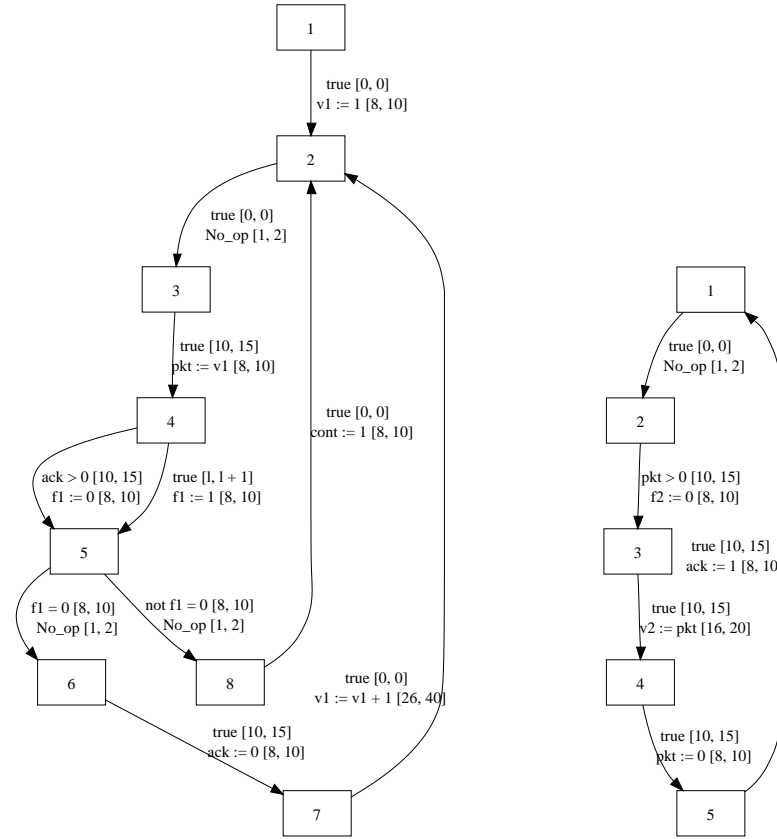 1
true [0, 0]
v1 := 1 [8, 10]
2
true [0, 0]
No_op [1, 2]
3
true [10, 15]
pkt := v1 [8, 10]
4
ack > 0 [10, 15]
f1 := 0 [8, 10]
true [l, l + 1]
f1 := 1 [8, 10]
true [0, 0]
cont := 1 [8, 10]
5
f1 = 0 [8, 10]
No_op [1, 2]
not f1 = 0 [8, 10]
No_op [1, 2]
6
8
true [0, 0]
v1 := v1 + 1 [26, 40]
true [10, 15]
ack := 0 [8, 10]
7
1
true [0, 0]
No_op [1, 2]
2
pkt > 0 [10, 15]
f2 := 0 [8, 10]
3
true [10, 15]
ack := 1 [8, 10
true [10, 15]
v2 := pkt [16, 20]
4
true [10, 15]
pkt := 0 [8, 10]
5